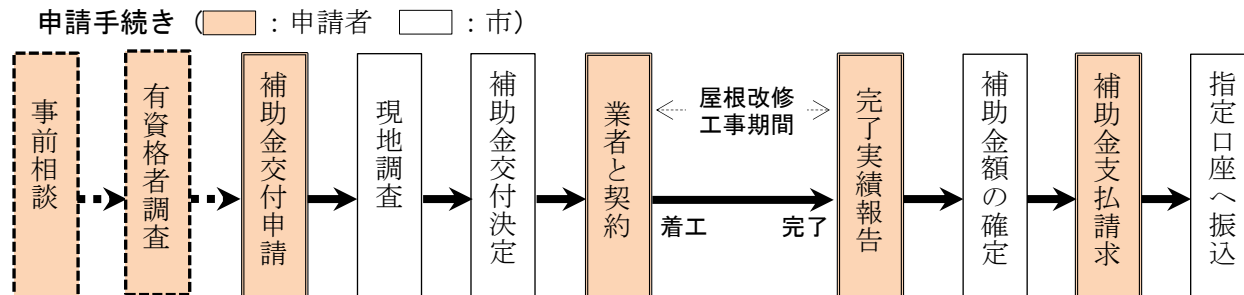 申請手続き（ ：申請者 ：市）
事前相談
有資格者調査
補助金交付申請
現地調査
補助金交付決定
業者と契約
屋根改修
工事期間
着工
完了
完了実績報告
補助金額の確定
補助金支払請求
指定口座へ振込